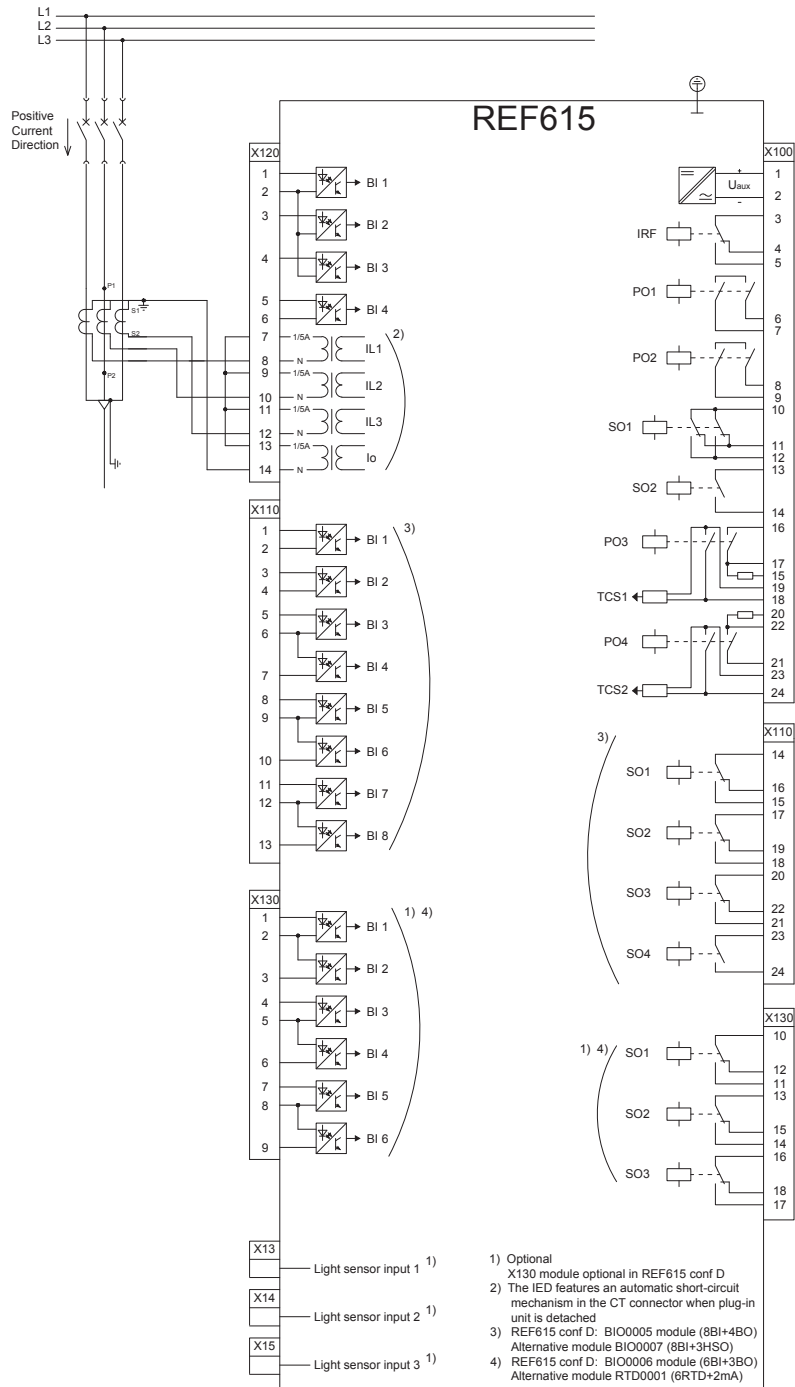 L1
L2
L3
Positive
Current
Direction
REF615
X120
1
2
3
4
5
6
7
8
9
10
11
12
13
14
BI 1
BI 2
BI 3
BI 4
1/5A
N
1/5A
N
1/5A
N
1/5A
N
IL1
IL2
IL3
Io
2)
P1
S1
S2
P2
X110
1
2
3
4
5
6
7
8
9
10
11
12
13
BI 1
BI 2
BI 3
BI 4
BI 5
BI 6
BI 7
BI 8
3)
X130
1
2
3
4
5
6
7
8
9
BI 1
BI 2
BI 3
BI 4
BI 5
BI 6
1) 4)
X13
Light sensor input 1 1)
X14
Light sensor input 2 1)
X15
Light sensor input 3 1)
X100
Uaux
+
-
1
2
IRF
3
4
5
PO1
6
7
PO2
8
9
SO1
10
11
12
SO2
13
14
PO3
16
17
15
19
TCS1
18
20
22
PO4
21
23
TCS2
24
X110
3)
SO1
14
16
15
SO2
17
19
18
SO3
20
22
21
SO4
23
24
X130
1) 4)
SO1
10
12
11
SO2
13
15
14
SO3
16
18
17
1) Optional
X130 module optional in REF615 conf D
2) The IED features an automatic short-circuit
mechanism in the CT connector when plug-in
unit is detached
3) REF615 conf D: BIO0005 module (8BI+4BO)
Alternative module BIO0007 (8BI+3HSO)
4) REF615 conf D: BIO0006 module (6BI+3BO)
Alternative module RTD0001 (6RTD+2mA)